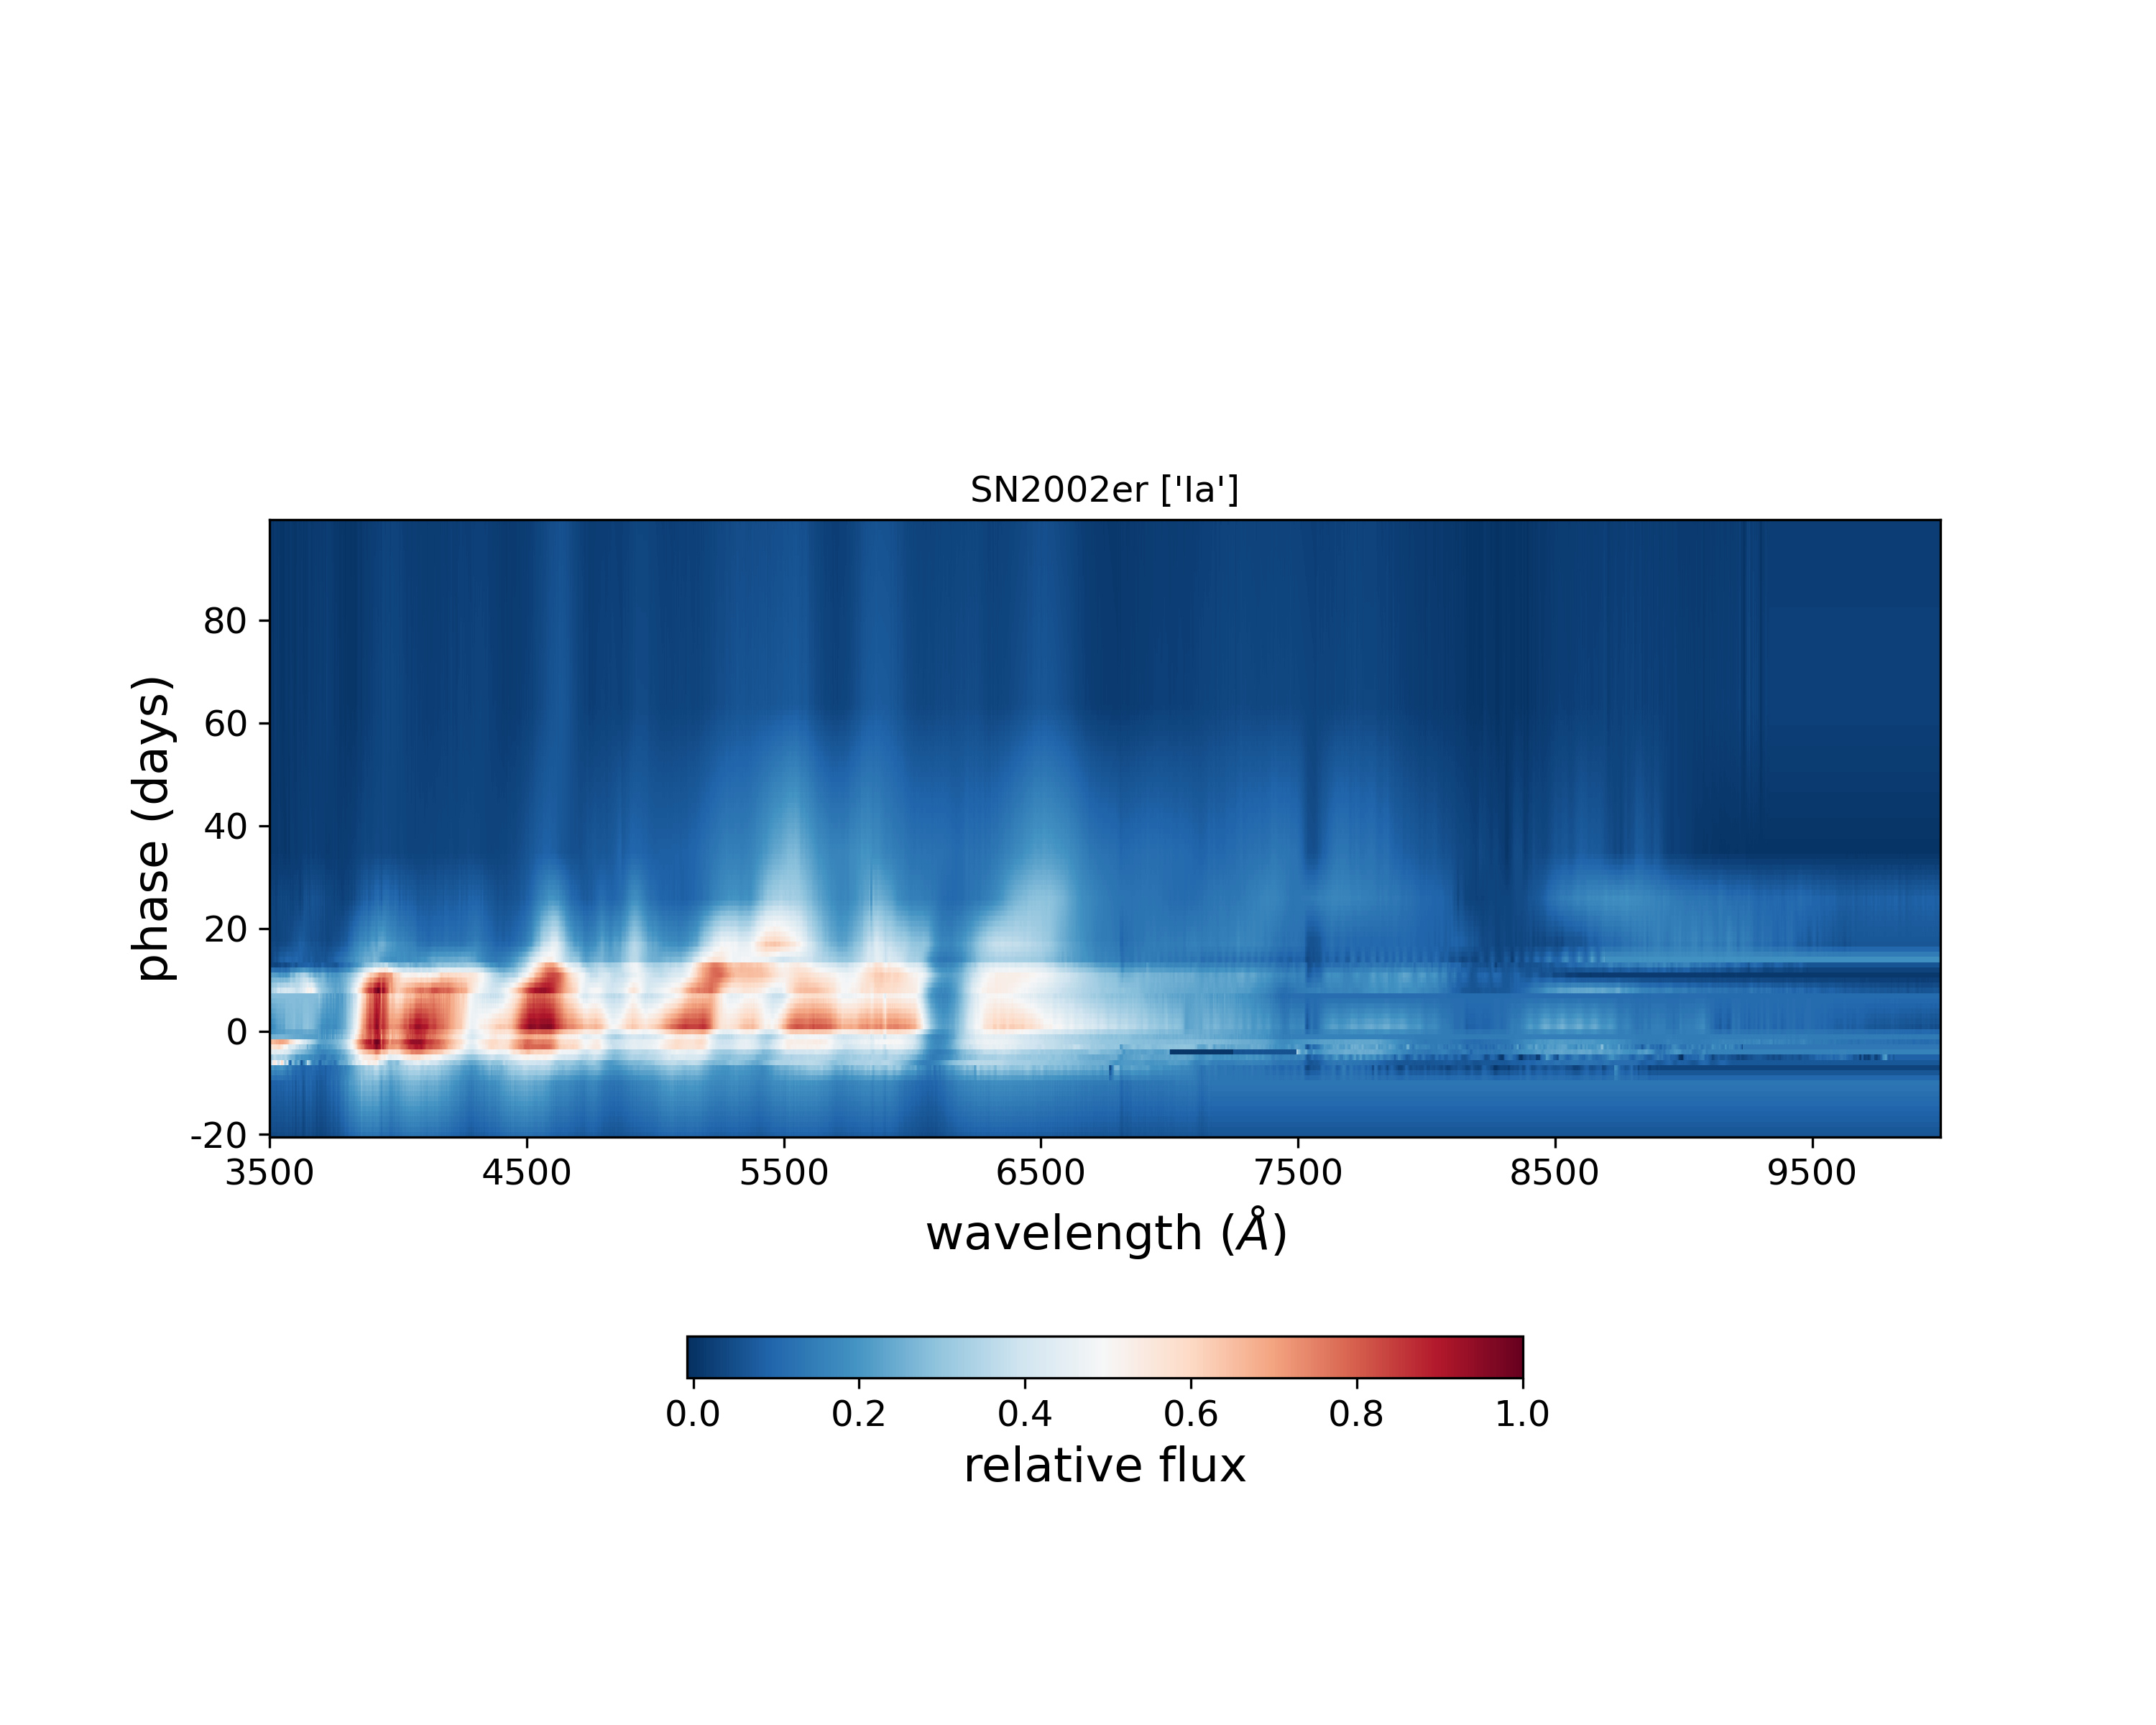 SN2002er ['Ia']
80
60
40
20
0
-20
phase (days)
3500 4500 5500 6500 7500 8500 9500
wavelength (Å)
0.0 0.2 0.4 0.6 0.8 1.0
relative flux